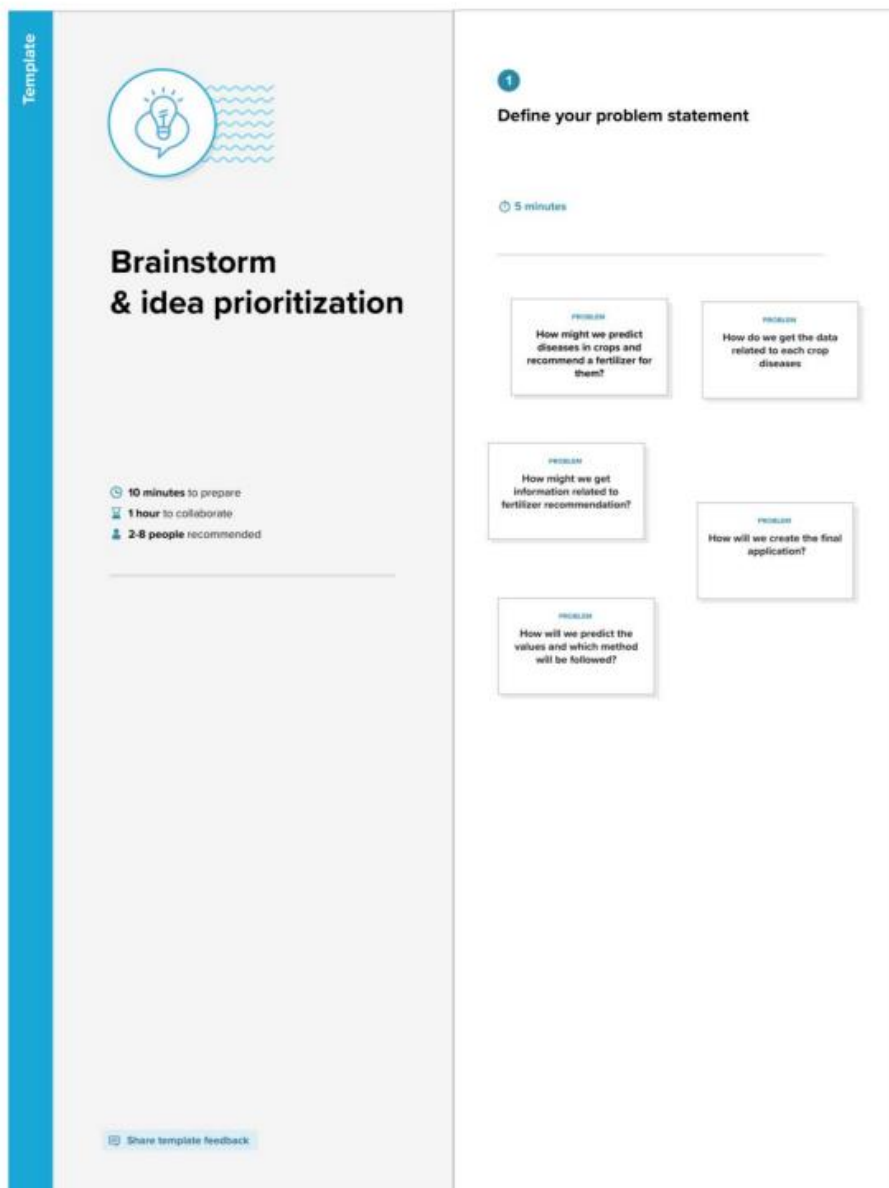 Template
Brainstorm
& idea prioritization
10 minutes to prepare
1 hour to collaborate
2-8 people recommended
Share template feedback
1
Define your problem statement
5 minutes
PROBLEM
How might we predict
diseases in crops and
recommend a fertilizer for
them?
PROBLEM
How do we get the data
related to each crop
diseases
PROBLEM
How might we get
information related to
fertilizer recommendation?
PROBLEM
How will we create the final
application?
PROBLEM
How will we predict the
values and which method
will be followed?